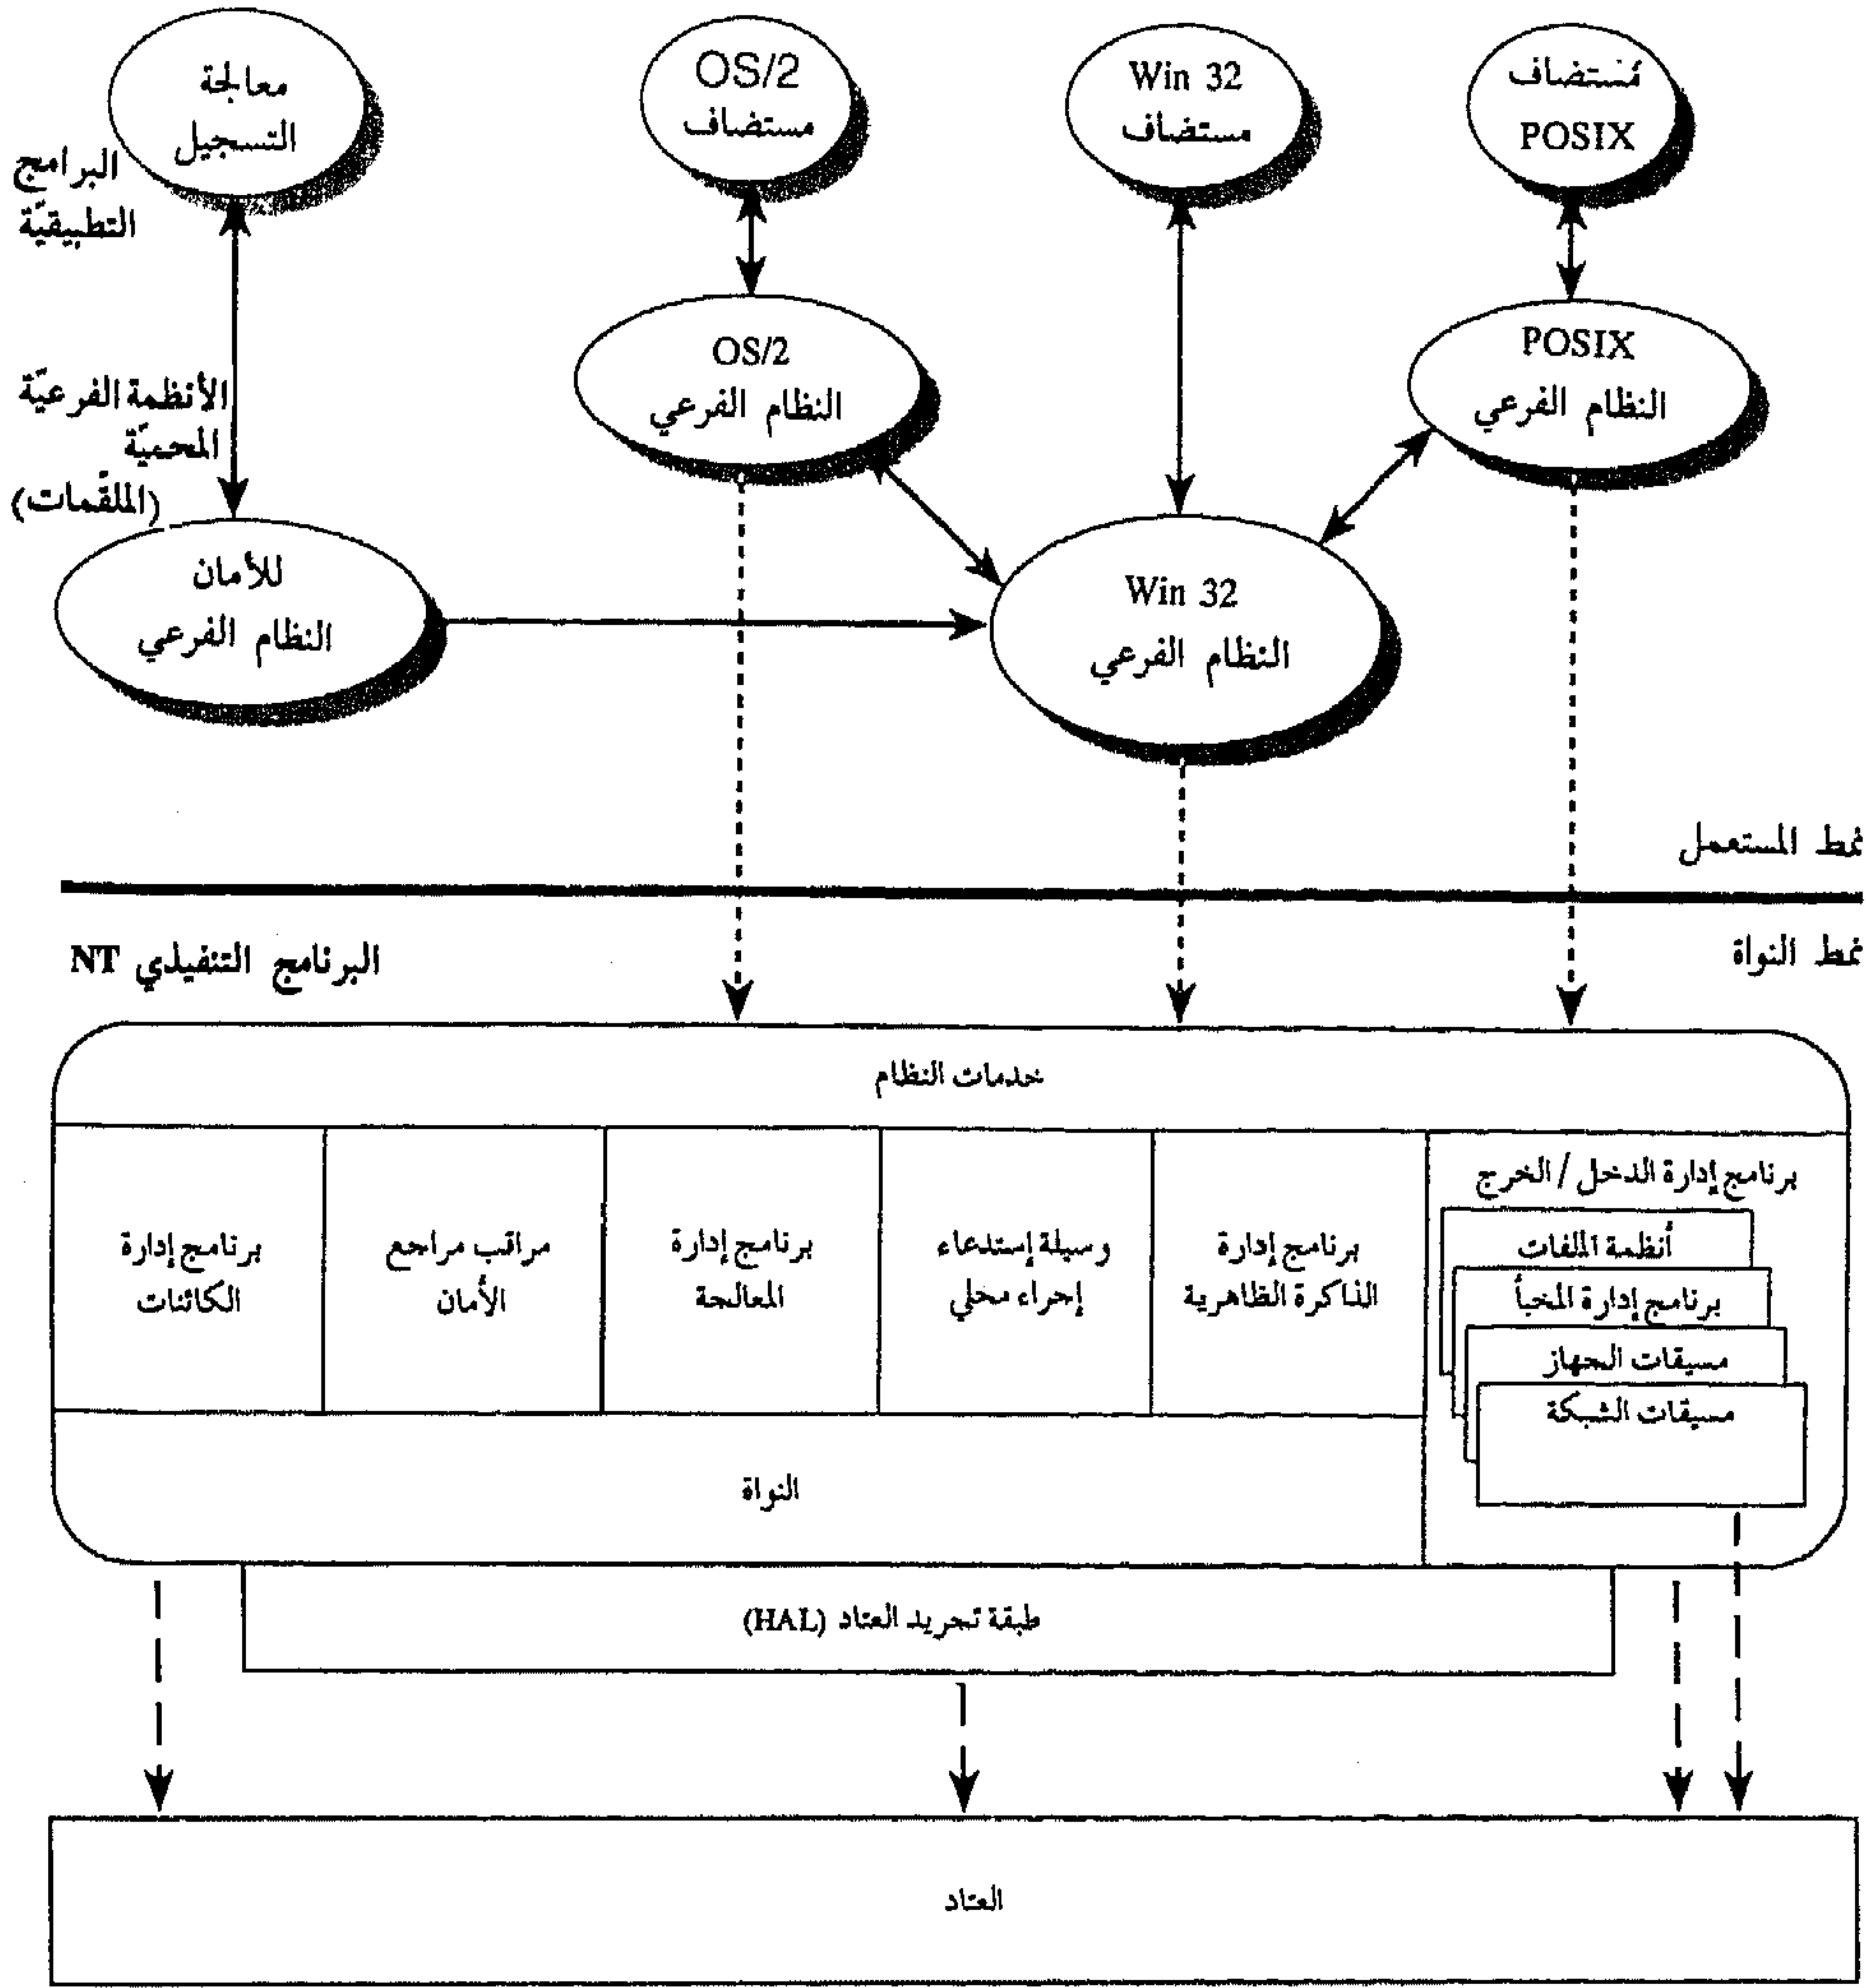 معالجة
التسجيل
OS/2
مستضاف
Win 32
مستضاف
مُستضاف
POSIX
البرامج
التطبيقيّة
OS/2
النظام الفرعي
POSIX
النظام الفرعي
الأنظمة الفرعيّة
المحميّة
(الملقّمات)
للأمان
النظام الفرعي
Win 32
النظام الفرعي
نمط المستعمل
نمط النواة
البرنامج التنفيذي NT
خدمات النظام
برنامج إدارة الدخل / الخرج
أنظمة الملفات
برنامج إدارة المخبأ
مسيقات الجهاز
مسيقات الشبكة
برنامج إدارة
الذاكرة الظاهرية
وسيلة إستدعاء
إجراء محلي
برنامج إدارة
المعالجة
مراقب مراجع
الأمان
برنامج إدارة
الكائنات
النواة
طبقة تجريد العتاد (HAL)
العتاد